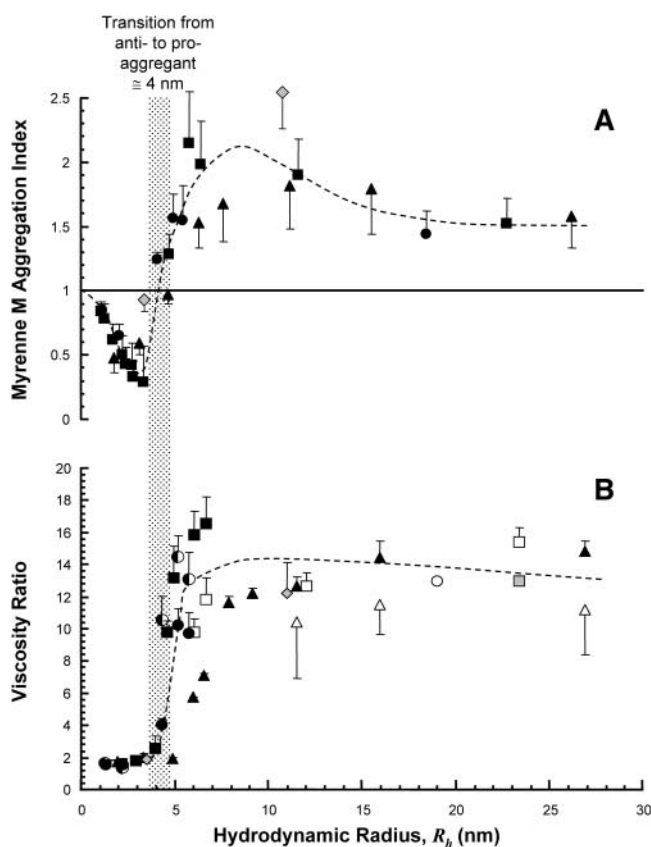 Transition from
anti- to pro-
aggregant
≅ 4 nm
A
Myrenne M Aggregation Index
2.5
2
1.5
1
0.5
0
B
Viscosity Ratio
20
18
16
14
12
10
8
6
4
2
0
0 5 10 15 20 25 30
Hydrodynamic Radius, Rh (nm)